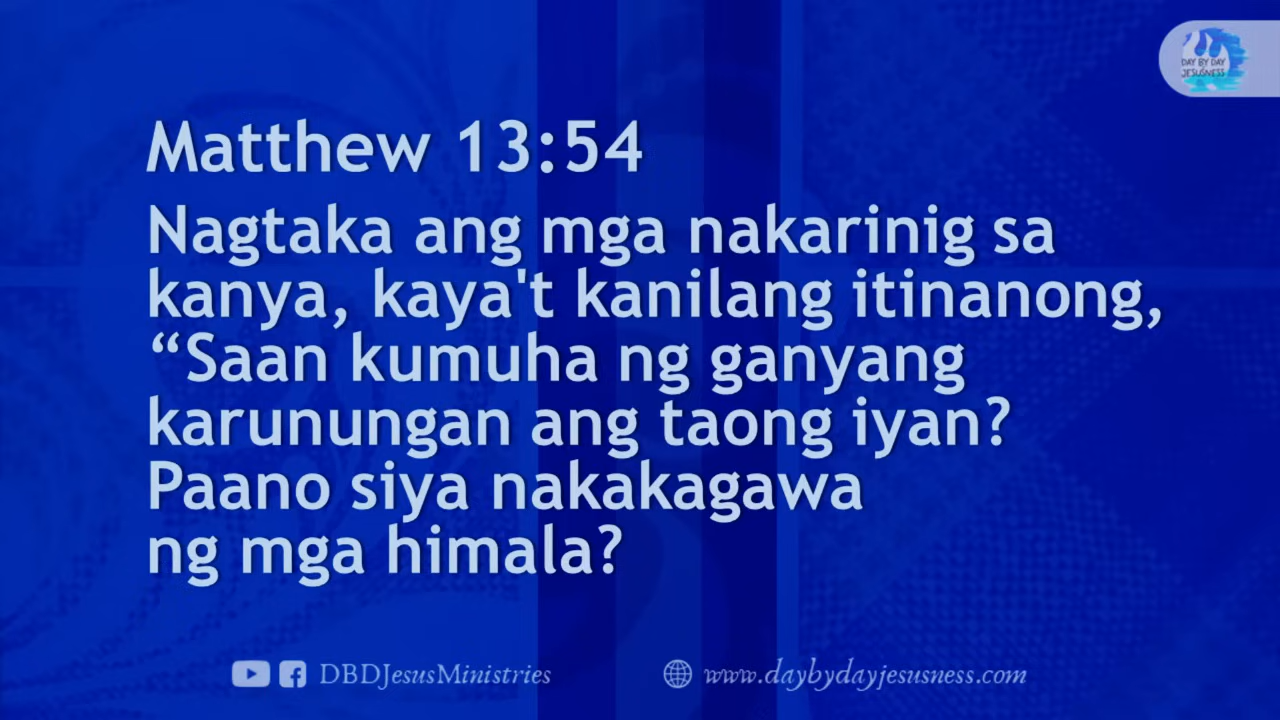 DAY BY DAY
JESUSNESS
Matthew 13:54
Nagtaka ang mga nakarinig sa
kanya, kaya't kanilang itinanong,
“Saan kumuha ng ganyang
karunungan ang taong iyan?
Paano siya nakakagawa
ng mga himala?
DBDJesusMinistries
www.daybydayjesusness.com